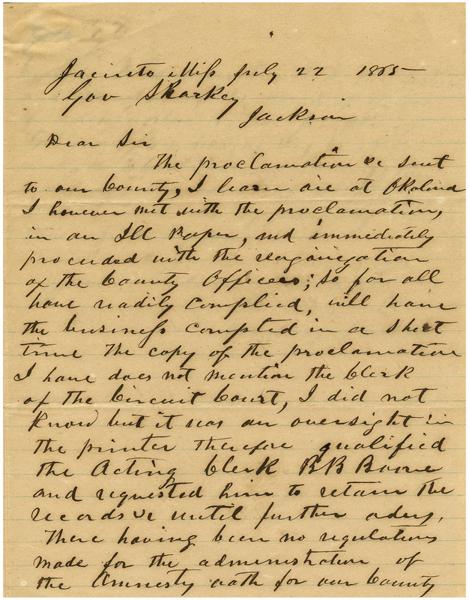 Jacinto Miss July 22 1865
Gov Sharkey
Jackson
Dear Sir
The proclamation &c sent
to our County, I learn are at Okolona
I however met with the proclamation,
in an Ill Paper, and immediately
proceeded with the reorganization
of the County Officers; so far all
have readily complied, will have
the business completed in a short
time The copy of the proclamation
I have does not mention the Clerk
of the Circuit Court, I did not
Know but it was an oversight in
the printer therefore qualified
the Acting Clerk BB Boone
and requested him to retain the
records &c until further orders,
There having been no regulations
made for the administration of
the Amnesty oath for our County